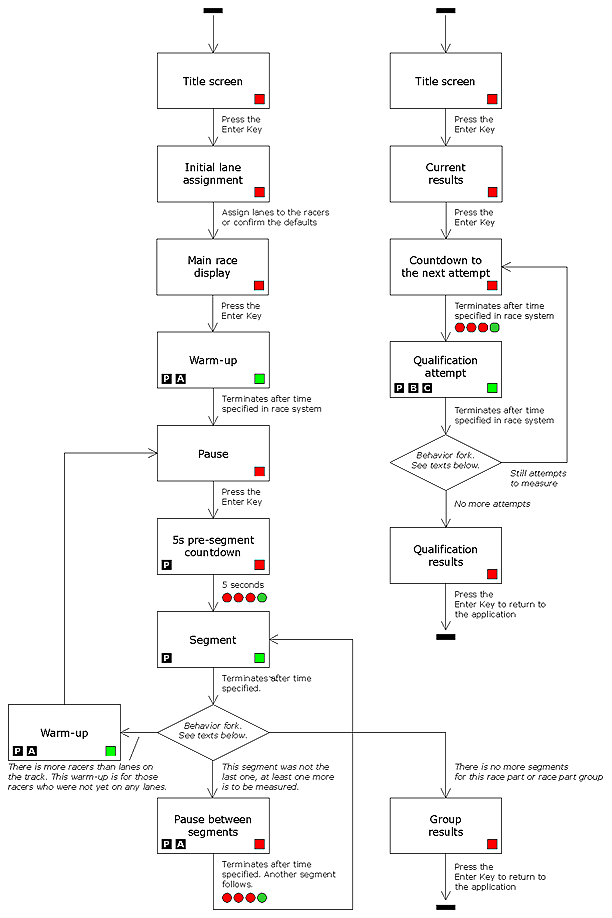 Title screen
Press the
Enter Key
Initial lane
assignment
Assign lanes to the racers
or confirm the defaults
Main race
display
Press the
Enter Key
Warm-up
P A
Terminates after time
specified in race system
Pause
Press the
Enter Key
5s pre-segment
countdown
P
5 seconds
Segment
P
Terminates after time
specified.
Behavior fork.
See texts below.
Warm-up
P A
There is more racers than lanes on
the track. This warm-up is for those
racers who were not yet on any lanes.
This segment was not the
last one, at least one more
is to be measured.
Pause between
segments
P A
Terminates after time
specified. Another segment
follows.
Title screen
Press the
Enter Key
Current
results
Press the
Enter Key
Countdown to
the next attempt
Terminates after time
specified in race system
Qualification
attempt
P B C
Terminates after time
specified in race system
Behavior fork.
See texts below.
Still attempts
to measure
No more attempts
Qualification
results
Press the
Enter Key to return to
the application
There is no more segments
for this race part or race part group
Group
results
Press the
Enter Key to return to
the application